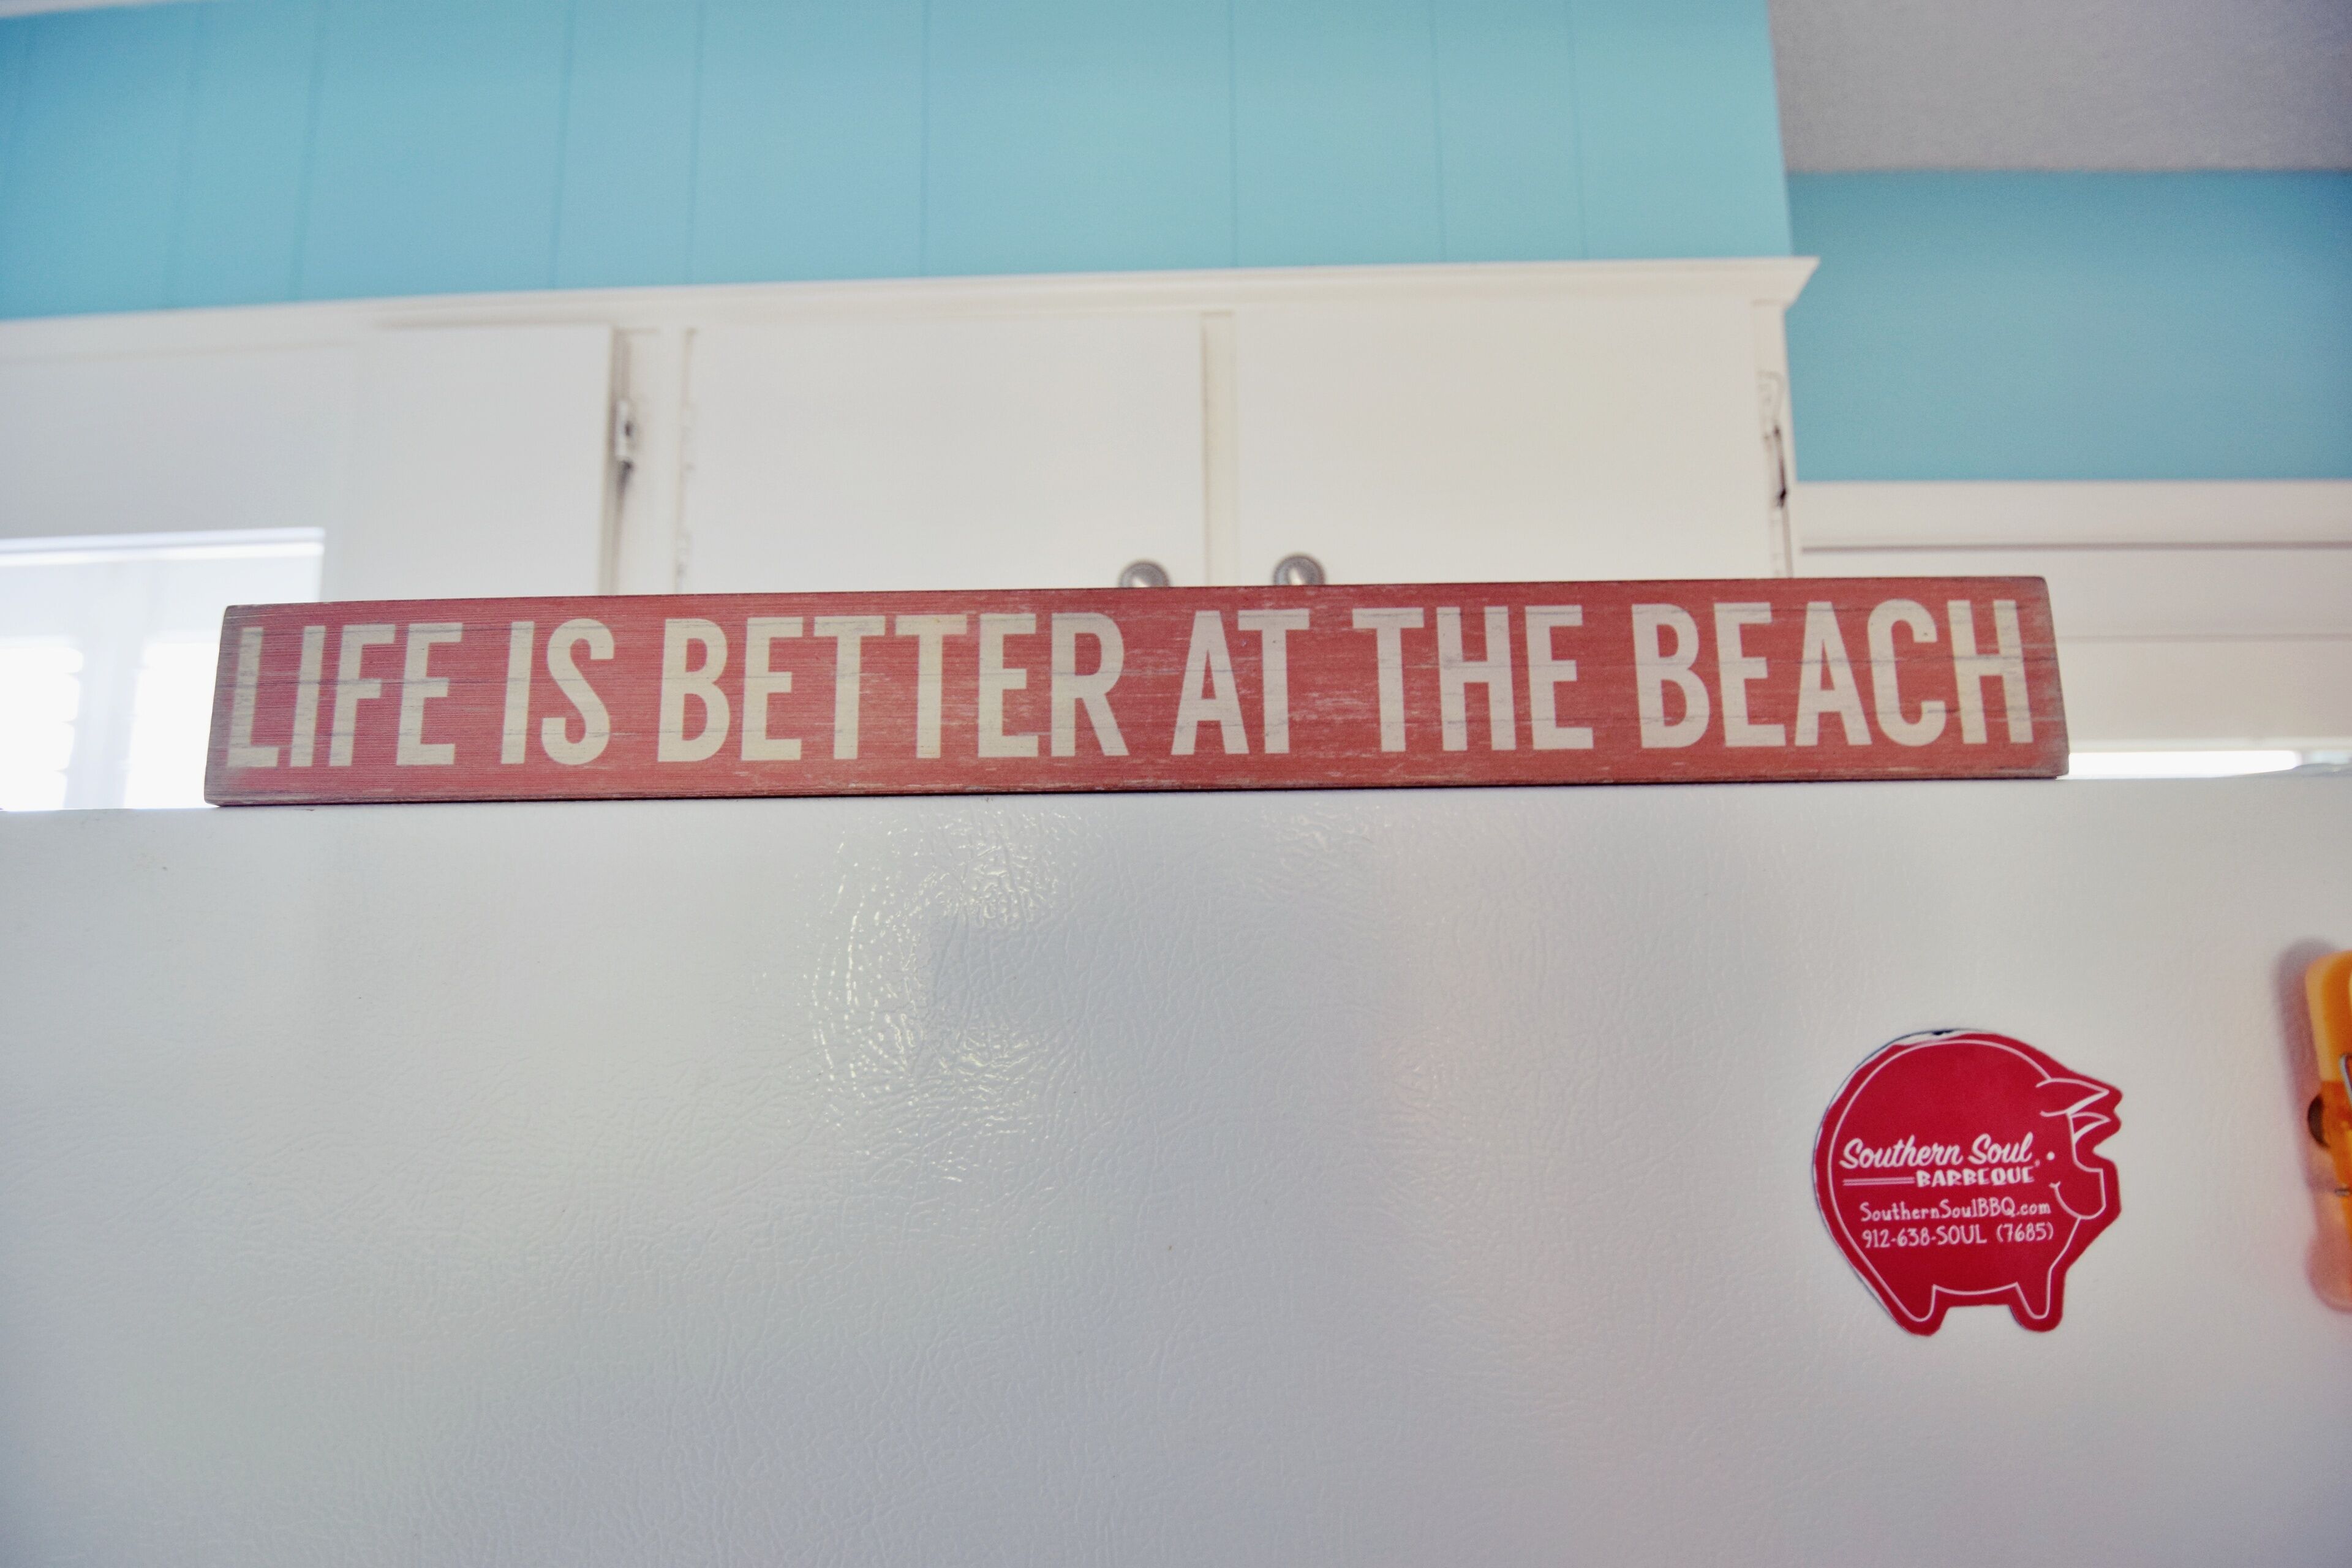 LIFE IS BETTER AT THE BEACH
Southern Soul
BARBEQUE
SouthernSoulBBQ.com
912-638-SOUL (7685)